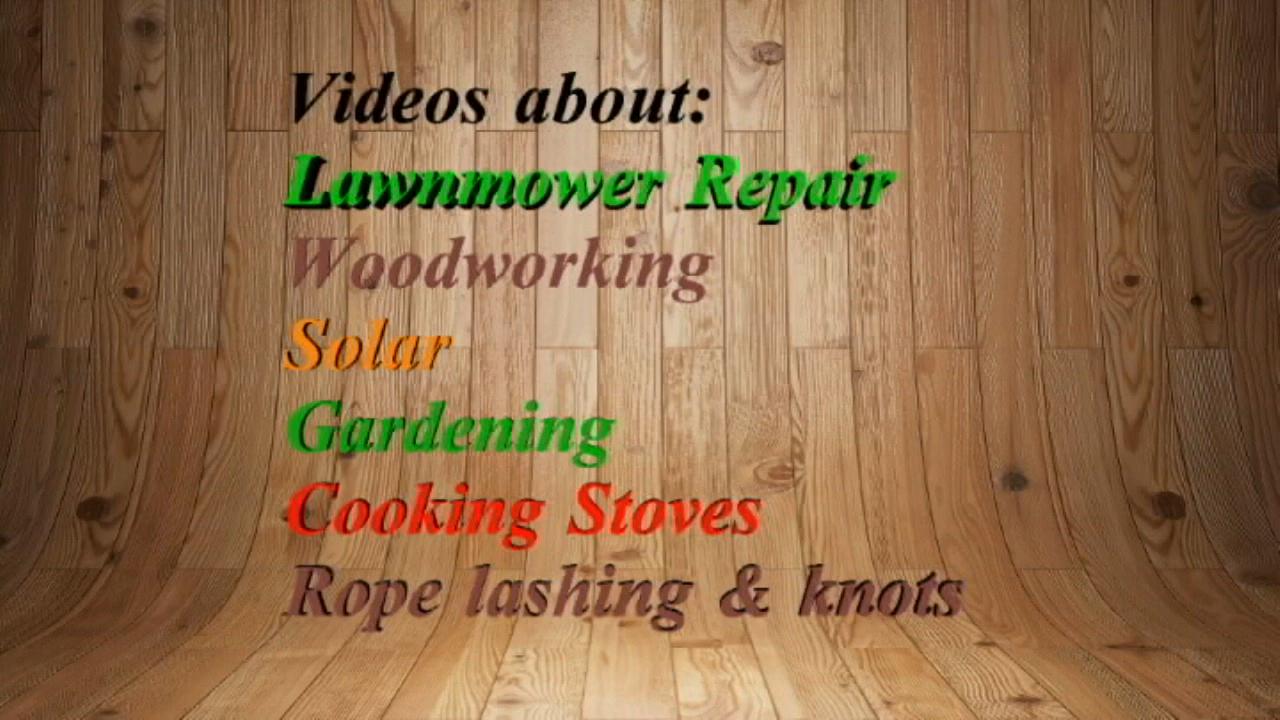 Videos about:
Lawnmower Repair
Woodworking
Solar
Gardening
Cooking Stoves
Rope lashing & knots